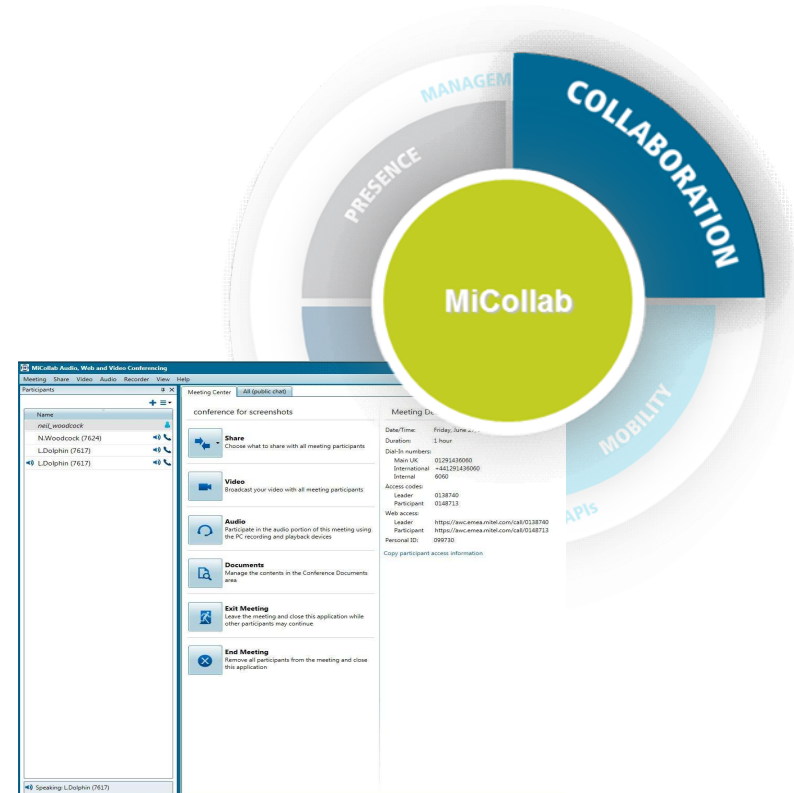 MANAGEM
COLLABORATION
PRESENCE
MiCollab
MOBILITY
APIs
MiCollab Audio, Web and Video Conferencing
Meeting Share Video Audio Recorder View Help
Participants
Meeting Center All (public chat)
Name
neil_woodcock
N.Woodcock (7624)
L.Dolphin (7617)
L.Dolphin (7617)
Speaking: L.Dolphin (7617)
conference for screenshots
Share
Choose what to share with all meeting participants
Video
Broadcast your video with all meeting participants
Audio
Participate in the audio portion of this meeting using
the PC recording and playback devices
Documents
Manage the contents in the Conference Documents
area
Exit Meeting
Leave the meeting and close this application while
other participants may continue
End Meeting
Remove all participants from the meeting and close
this application
Meeting De
Date/Time: Friday, June
Duration: 1 hour
Dial-In numbers:
Main UK 01291436060
International +441291436060
Internal 6060
Access codes:
Leader 0138740
Participant 0148713
Web access:
Leader https://awc.emea.mitel.com/call/0138740
Participant https://awc.emea.mitel.com/call/0148713
Personal ID: 099730
Copy participant access information